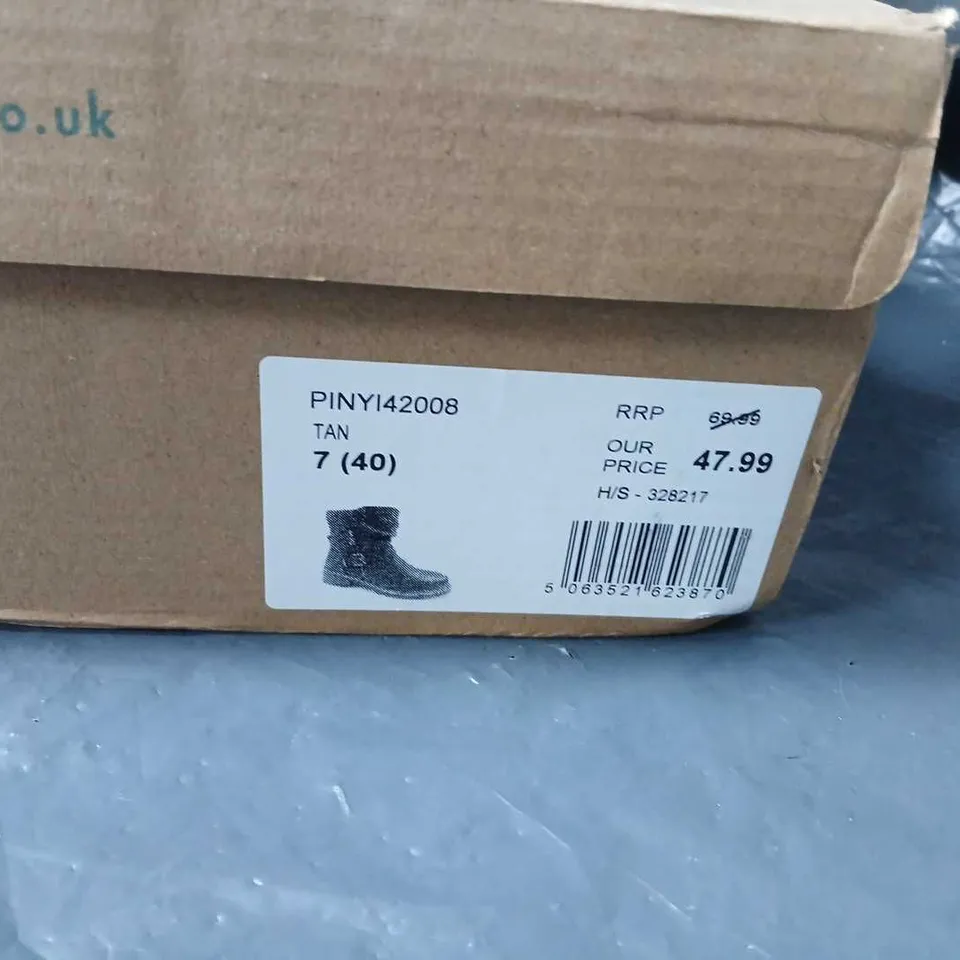 o.uk
PINYI42008
TAN
7 (40)
RRP 69.99
OUR PRICE 47.99
H/S - 328217
5 063521 623870